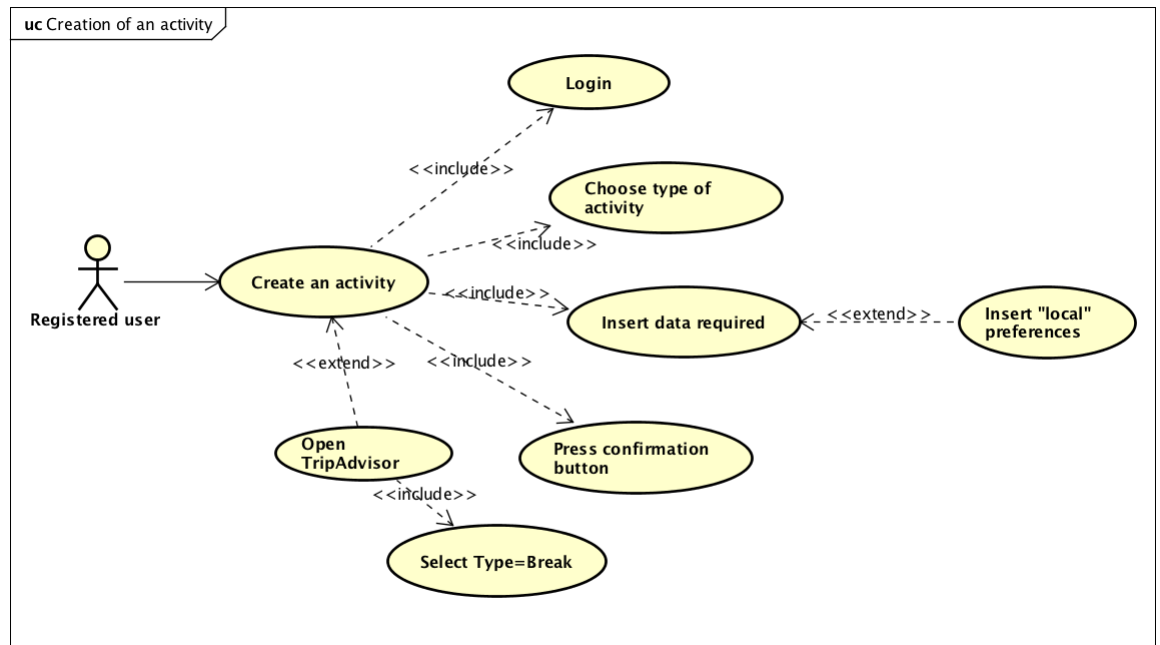 uc Creation of an activity
Login
<<include>>
Choose type of
activity
<<include>>
Create an activity
Registered user
<<include>>
Insert data required
<<extend>>
Insert "local"
preferences
<<extend>>
<<include>>
Open
TripAdvisor
Press confirmation
button
<<include>>
Select Type=Break